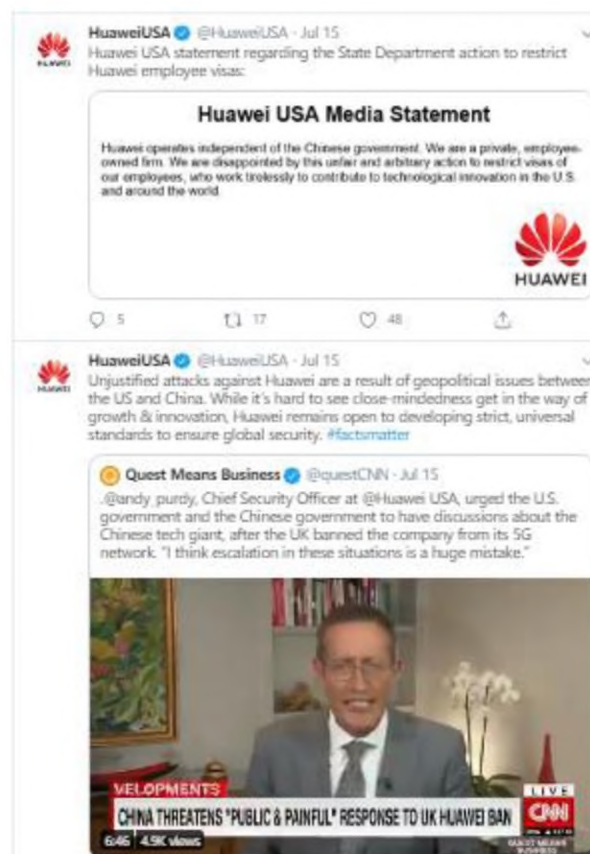 HuaweiUSA @HuaweiUSA · Jul 15
Huawei USA statement regarding the State Department action to restrict
Huawei employee visas:
HUAWEI
Huawei USA Media Statement
Huawei operates independent of the Chinese government. We are a private, employee-
owned firm. We are disappointed by this unfair and arbitrary action to restrict visas of
our employees, who work tirelessly to contribute to technological innovation in the U.S.
and around the world
HUAWEI
5 17 48
HuaweiUSA @HuaweiUSA · Jul 15
HUAWEI
Unjustified attacks against Huawei are a result of geopolitical issues between
the US and China. While it's hard to see close-mindedness get in the way of
growth & innovation, Huawei remains open to developing strict, universal
standards to ensure global security. #factsmatter
Quest Means Business @questCNN · Jul 15
.@andy_purdy, Chief Security Officer at @Huawei USA, urged the U.S.
government and the Chinese government to have discussions about the
Chinese tech giant, after the UK banned the company from its 5G
network. "I think escalation in these situations is a huge mistake."
VELOPMENTS
LIVE
CHINA THREATENS "PUBLIC & PAINFUL" RESPONSE TO UK HUAWEI BAN
CNN
6:46 4.9K views
QUEST MEANS
BUSINESS